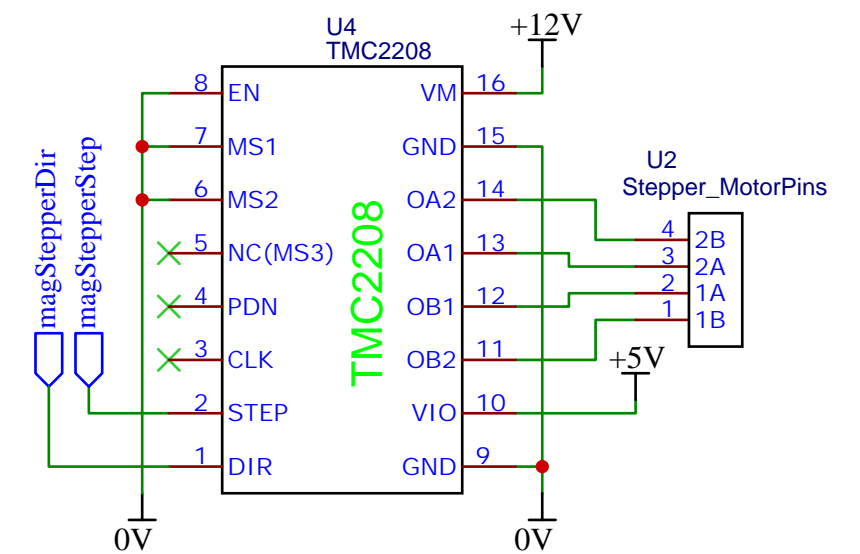 U4
TMC2208
+12V
8 EN
7 MS1
6 MS2
5 NC(MS3)
4 PDN
3 CLK
2 STEP
1 DIR
TMC2208
VM 16
GND 15
OA2 14
OA1 13
OB1 12
OB2 11
VIO 10
GND 9
magStepperDir
magStepperStep
U2
Stepper_MotorPins
4 2B
3 2A
2 1A
1 1B
+5V
0V
0V